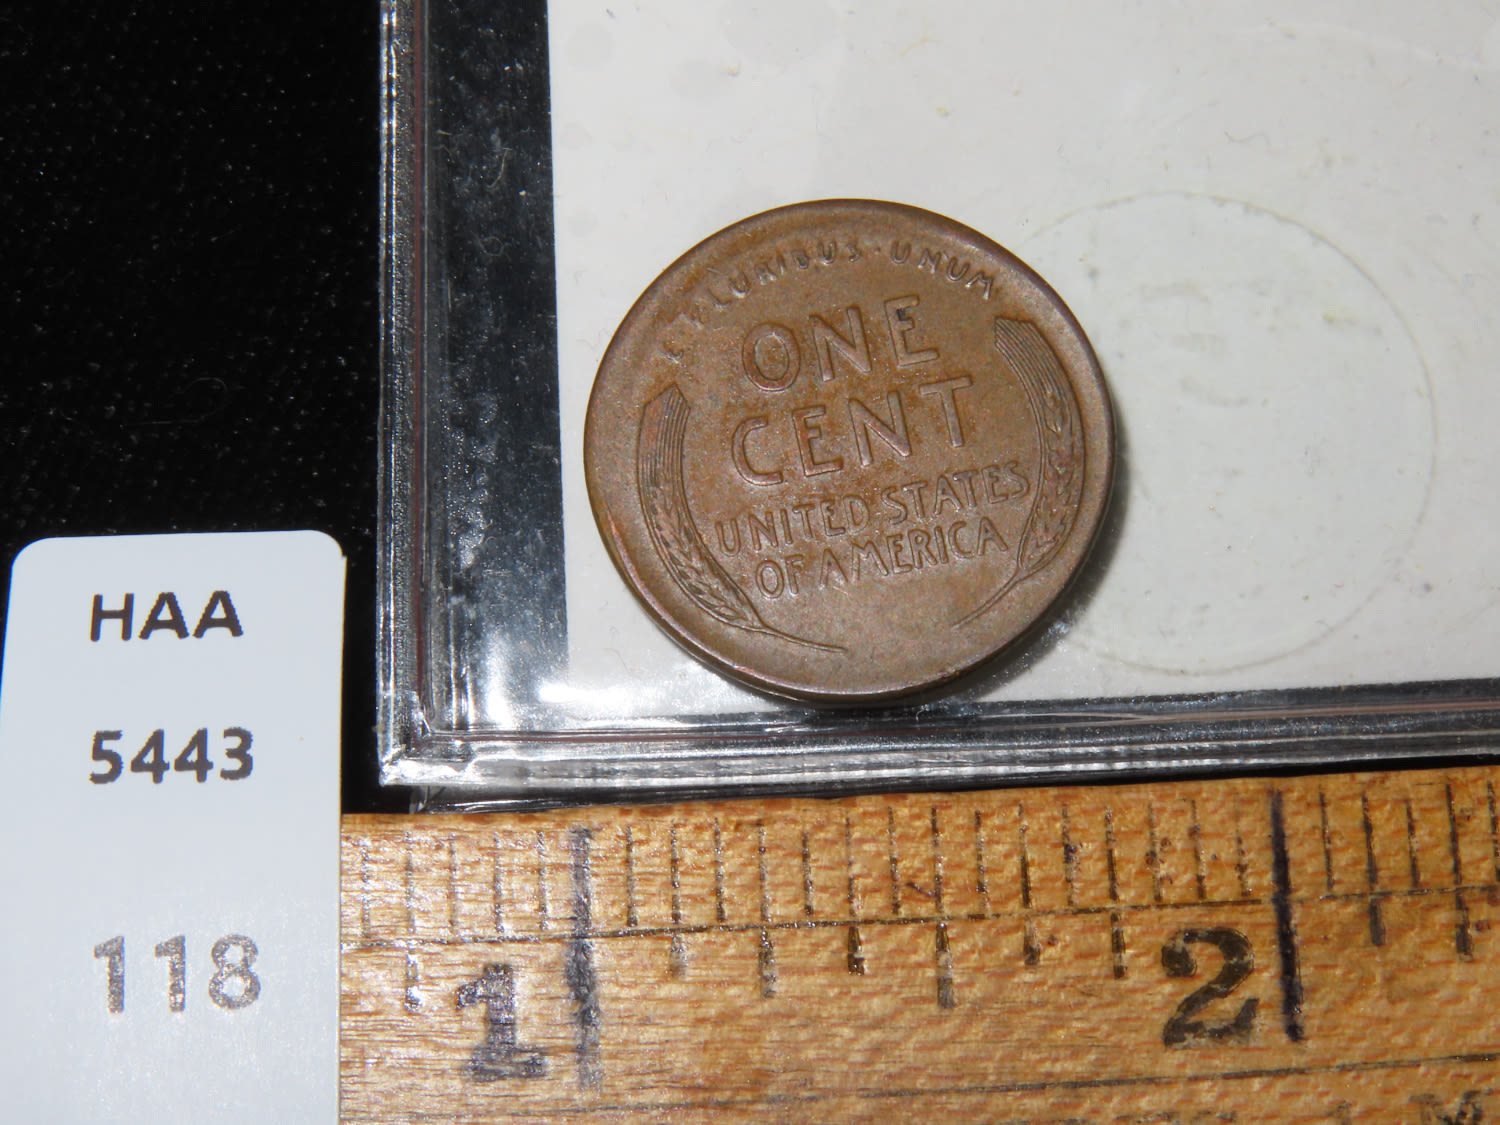 E PLURIBUS · UNUM
ONE
CENT
UNITED STATES
OF AMERICA
HAA
5443
118
1
2